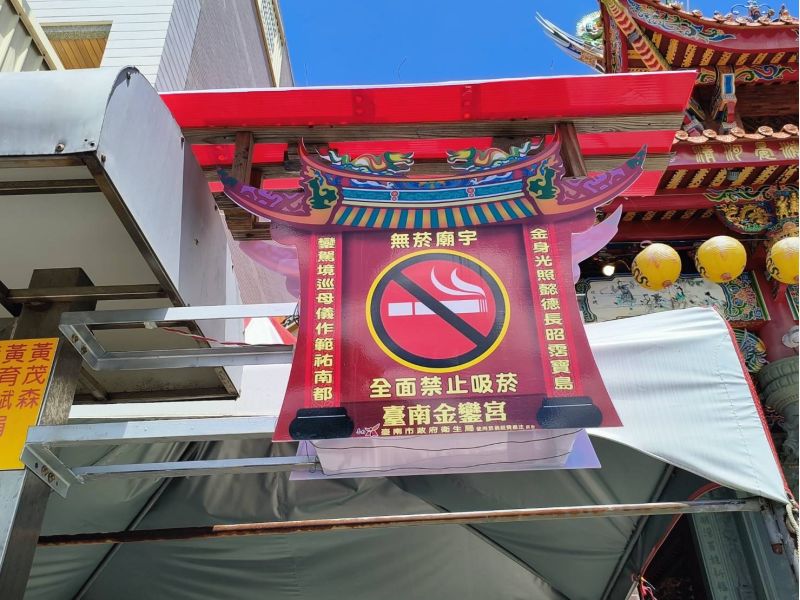 無菸廟宇
金身光照懿德長昭霑寶島
鑾駕境巡母儀作範祐南都
全面禁止吸菸
臺南金鑾宮
臺南市政府衛生局
黃茂森
黃育